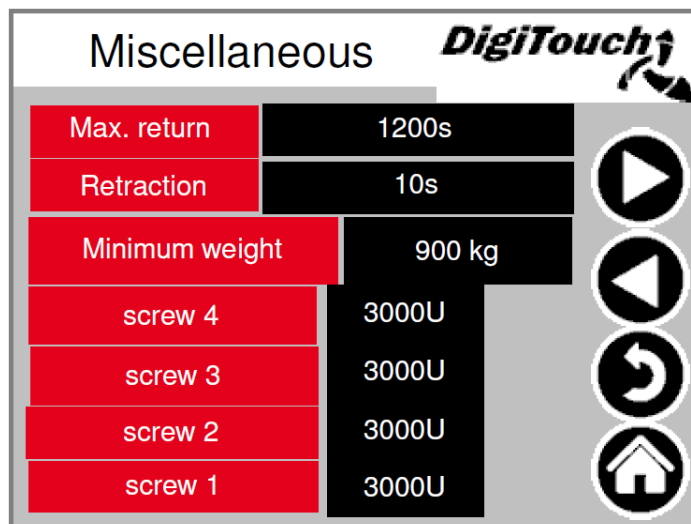 Miscellaneous
DigiTouch
Max. return 1200s
Retraction 10s
Minimum weight 900 kg
screw 4 3000U
screw 3 3000U
screw 2 3000U
screw 1 3000U